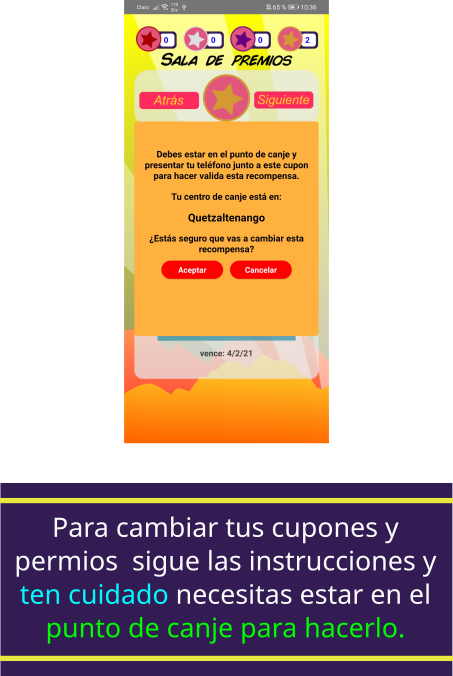 Claro 179 B/s 65 % 10:36
0 0 0 2
Sala de premios
Atrás Siguiente
Debes estar en el punto de canje y
presentar tu teléfono junto a este cupon
para hacer valida esta recompensa.
Tu centro de canje está en:
Quetzaltenango
¿Estás seguro que vas a cambiar esta
recompensa?
Aceptar Cancelar
vence: 4/2/21
Para cambiar tus cupones y
permios sigue las instrucciones y
ten cuidado necesitas estar en el
punto de canje para hacerlo.